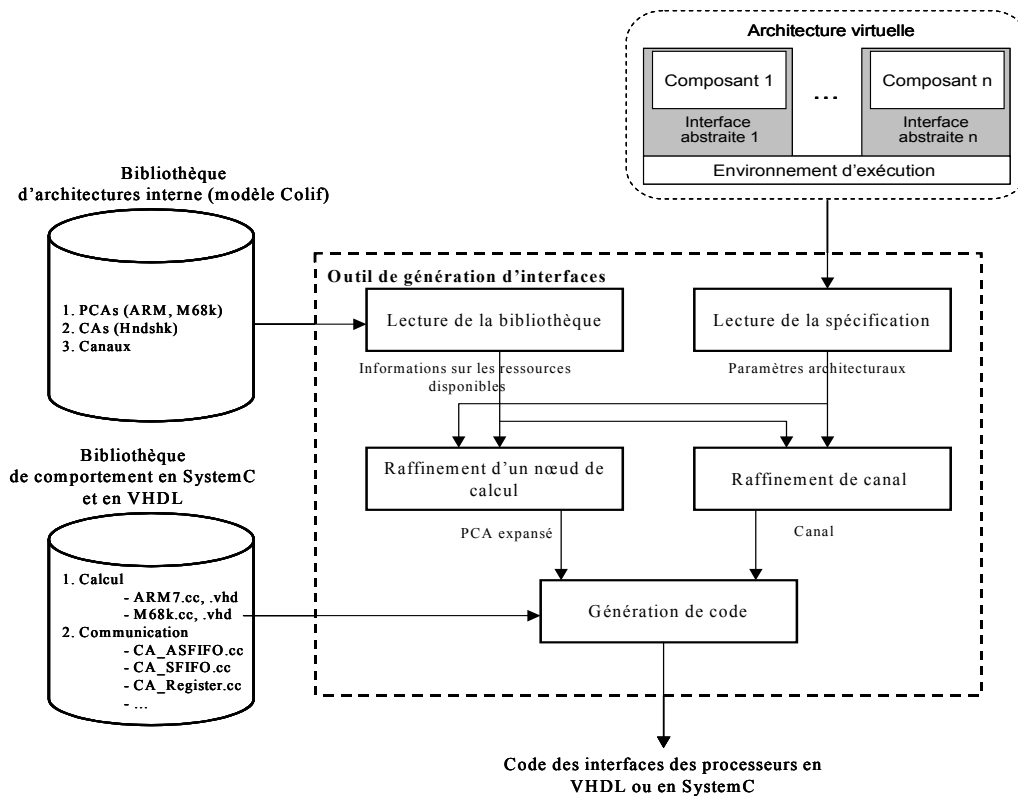 Architecture virtuelle
Composant 1
...
Composant n
Interface
abstraite 1
Interface
abstraite n
Environnement d'exécution
Bibliothèque
d'architectures interne (modèle Colif)
1. PCAs (ARM, M68k)
2. CAs (Hndshk)
3. Canaux
Outil de génération d'interfaces
Lecture de la bibliothèque
Lecture de la spécification
Informations sur les ressources
disponibles
Paramètres architecturaux
Bibliothèque
de comportement en SystemC
et en VHDL
Raffinement d'un nœud de
calcul
Raffinement de canal
PCA expansé
Canal
1. Calcul
- ARM7.cc, .vhd
- M68k.cc, .vhd
2. Communication
- CA_ASFIFO.cc
- CA_SFIFO.cc
- CA_Register.cc
- ...
Génération de code
Code des interfaces des processeurs en
VHDL ou en SystemC